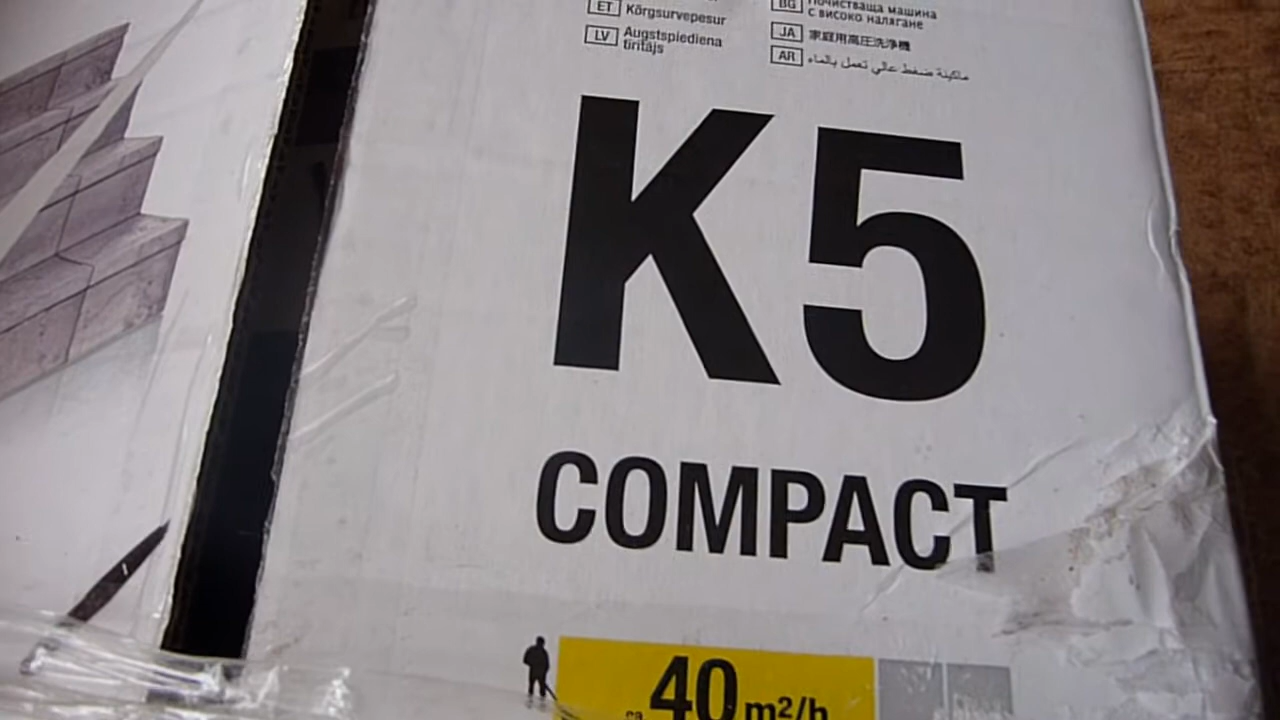 ET Kõrgsurvepesur
LV Augstspiediena
tīrītājs
BG Почистваща машина
с високо налягане
JA 家庭用高圧洗浄機
AR ماكينة ضغط عالي تعمل بالماء
K5
COMPACT
ca. 40 m²/h